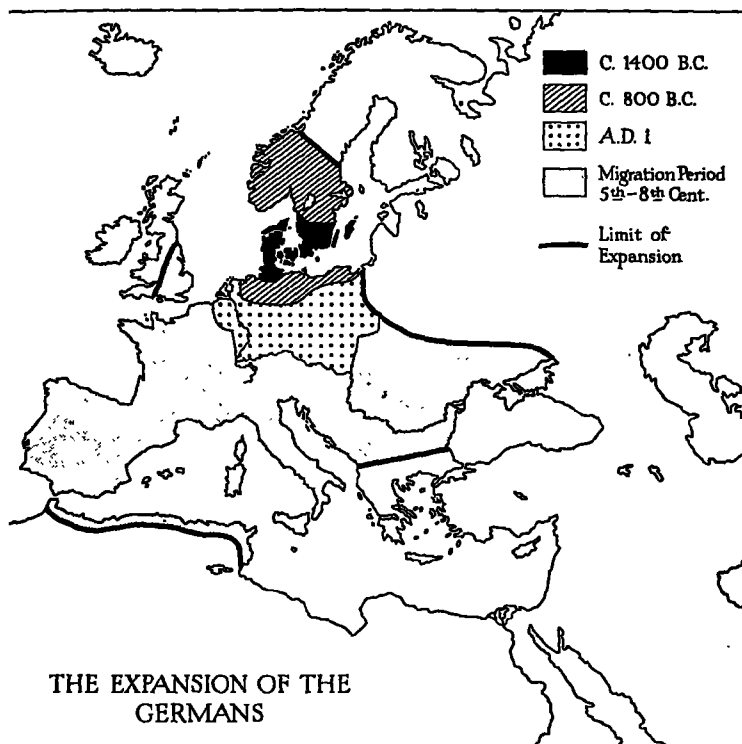 C. 1400 B.C.
C. 800 B.C.
A.D. 1
Migration Period
5th-8th Cent.
Limit of
Expansion
THE EXPANSION OF THE
GERMANS